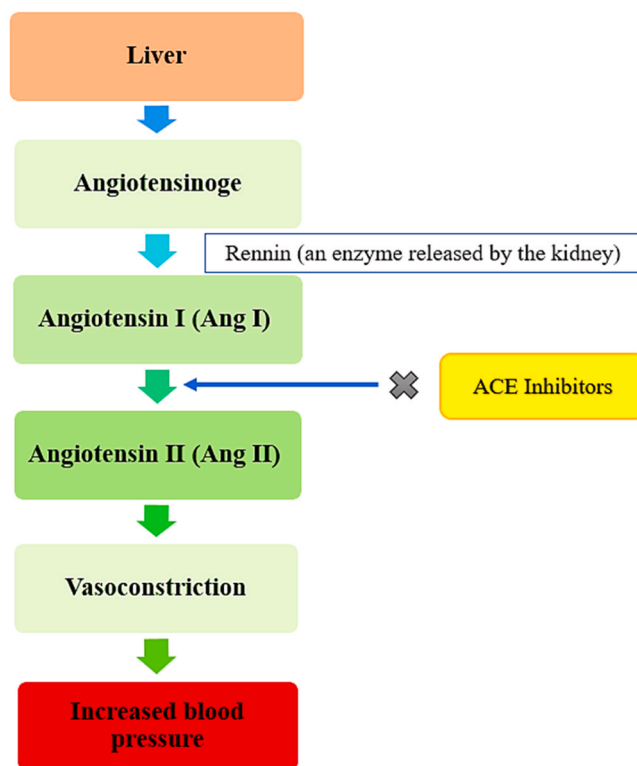 Liver
Angiotensinoge
Rennin (an enzyme released by the kidney)
Angiotensin I (Ang I)
ACE Inhibitors
Angiotensin II (Ang II)
Vasoconstriction
Increased blood
pressure